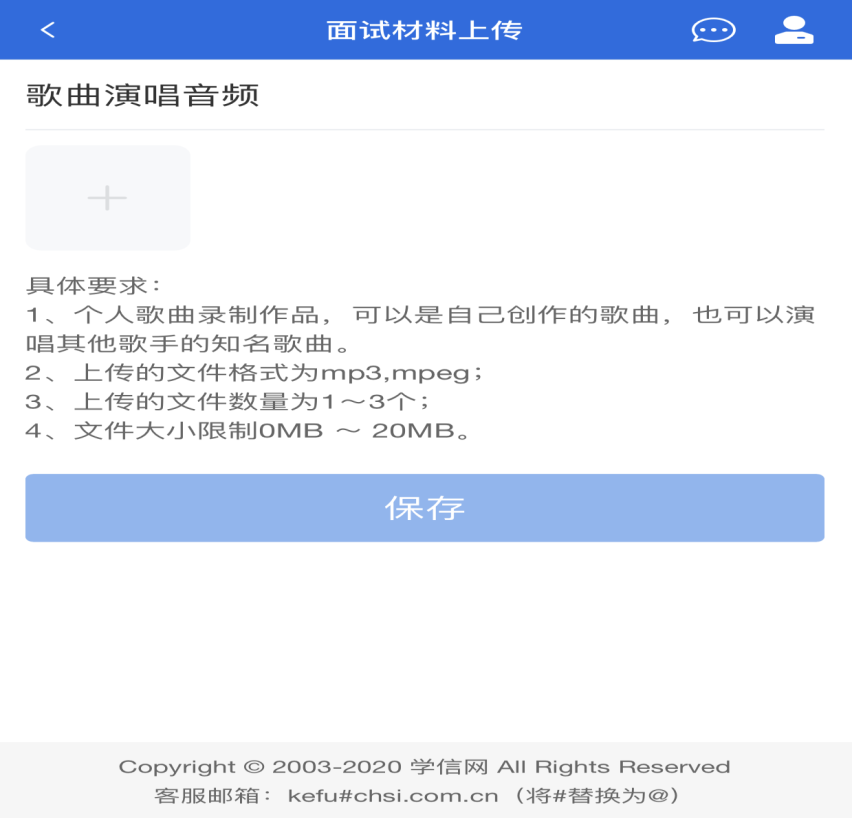 面试材料上传
歌曲演唱音频
具体要求：
1、个人歌曲录制作品，可以是自己创作的歌曲，也可以演
唱其他歌手的知名歌曲。
2、上传的文件格式为mp3,mpeg；
3、上传的文件数量为1～3个；
4、文件大小限制0MB ～ 20MB。
保存
Copyright © 2003-2020 学信网 All Rights Reserved
客服邮箱：kefu#chsi.com.cn（将#替换为@）